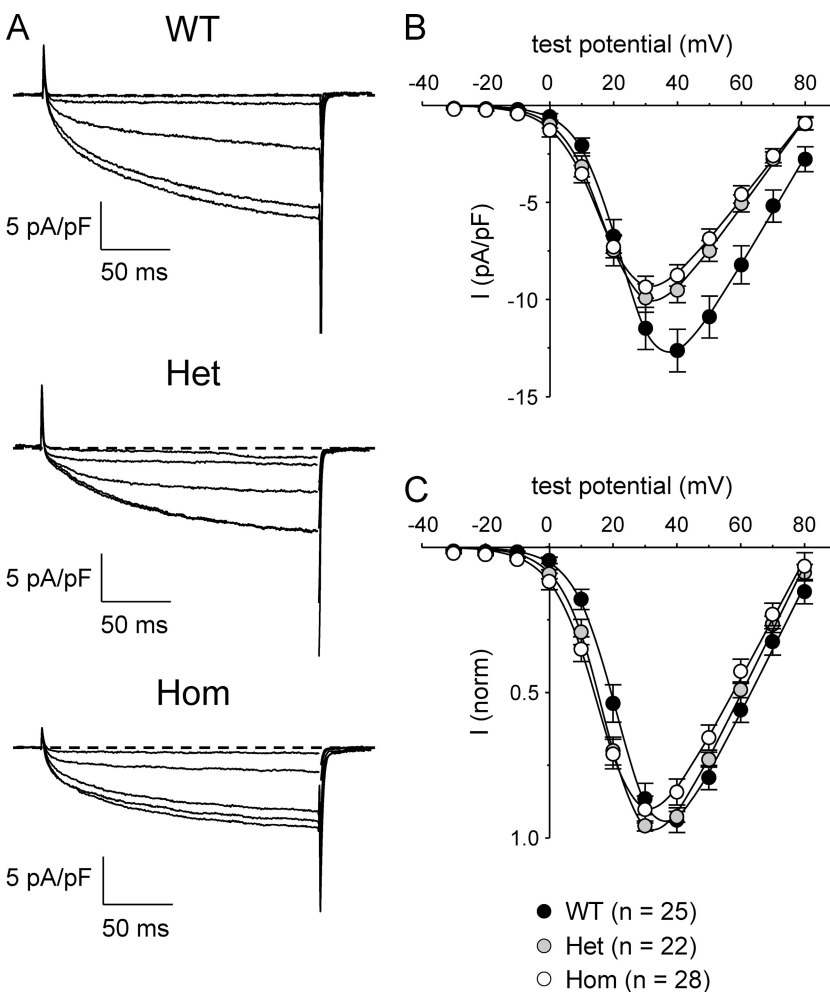 A
WT
5 pA/pF
50 ms
Het
5 pA/pF
50 ms
Hom
5 pA/pF
50 ms
B
test potential (mV)
-40 -20 0 20 40 60 80
-5
-10
-15
I (pA/pF)
C
test potential (mV)
-40 -20 0 20 40 60 80
0.5
1.0
I (norm)
WT (n = 25)
Het (n = 22)
Hom (n = 28)